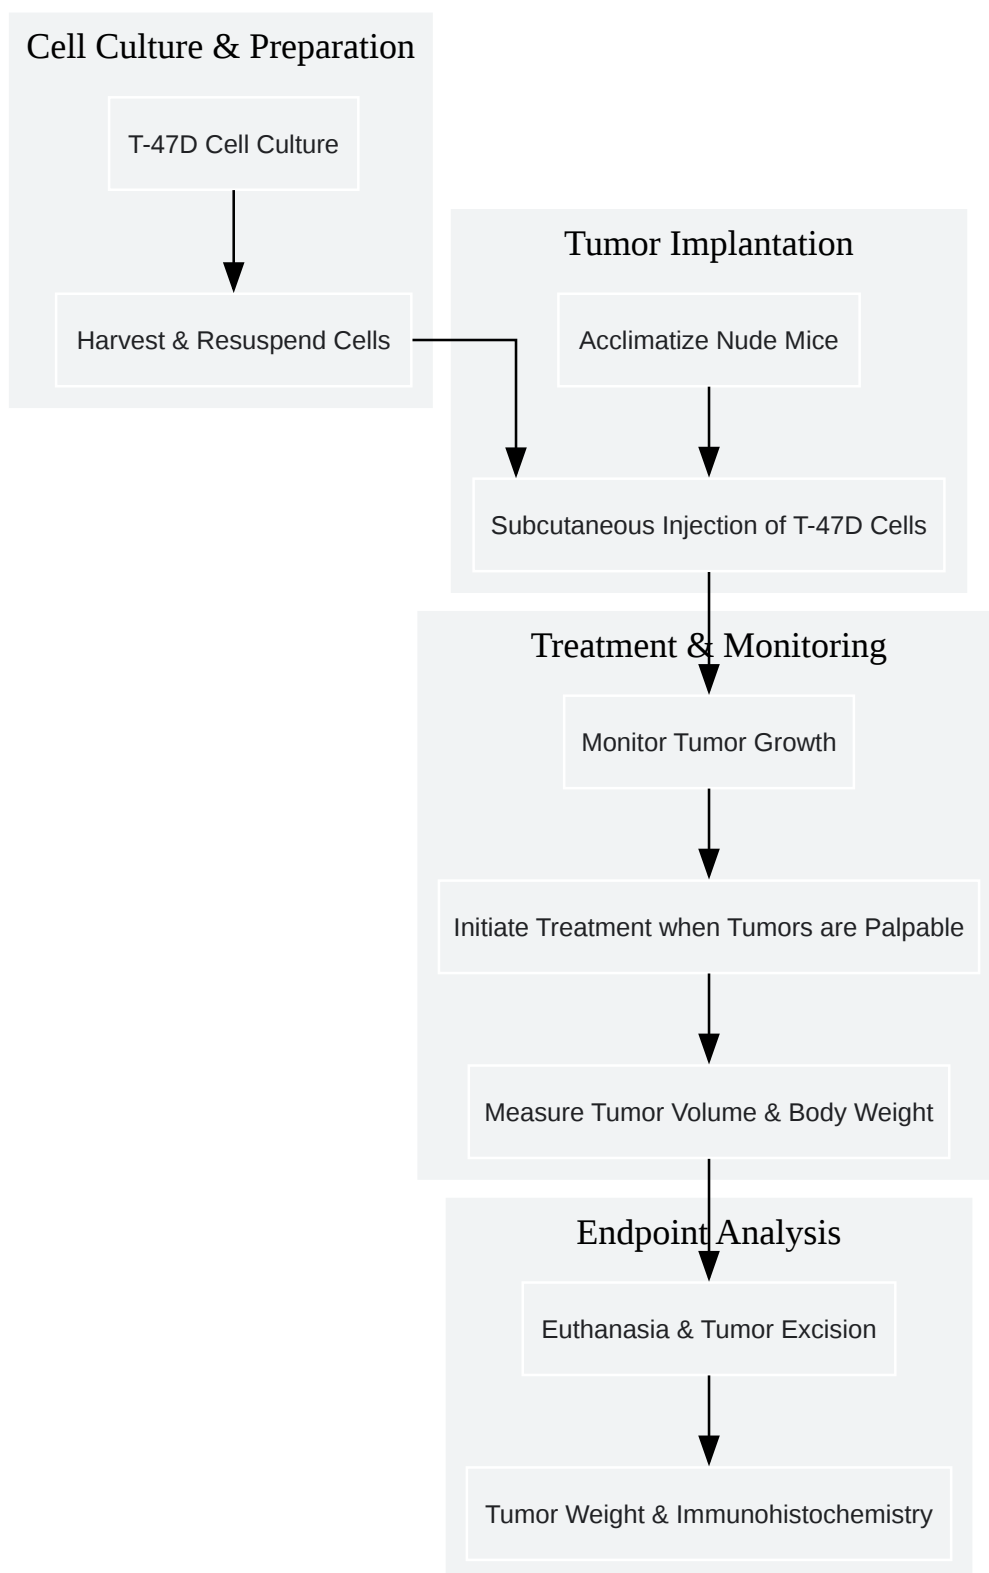 Cell Culture & Preparation
T-47D Cell Culture
Harvest & Resuspend Cells
Tumor Implantation
Acclimatize Nude Mice
Subcutaneous Injection of T-47D Cells
Treatment & Monitoring
Monitor Tumor Growth
Initiate Treatment when Tumors are Palpable
Measure Tumor Volume & Body Weight
Endpoint Analysis
Euthanasia & Tumor Excision
Tumor Weight & Immunohistochemistry